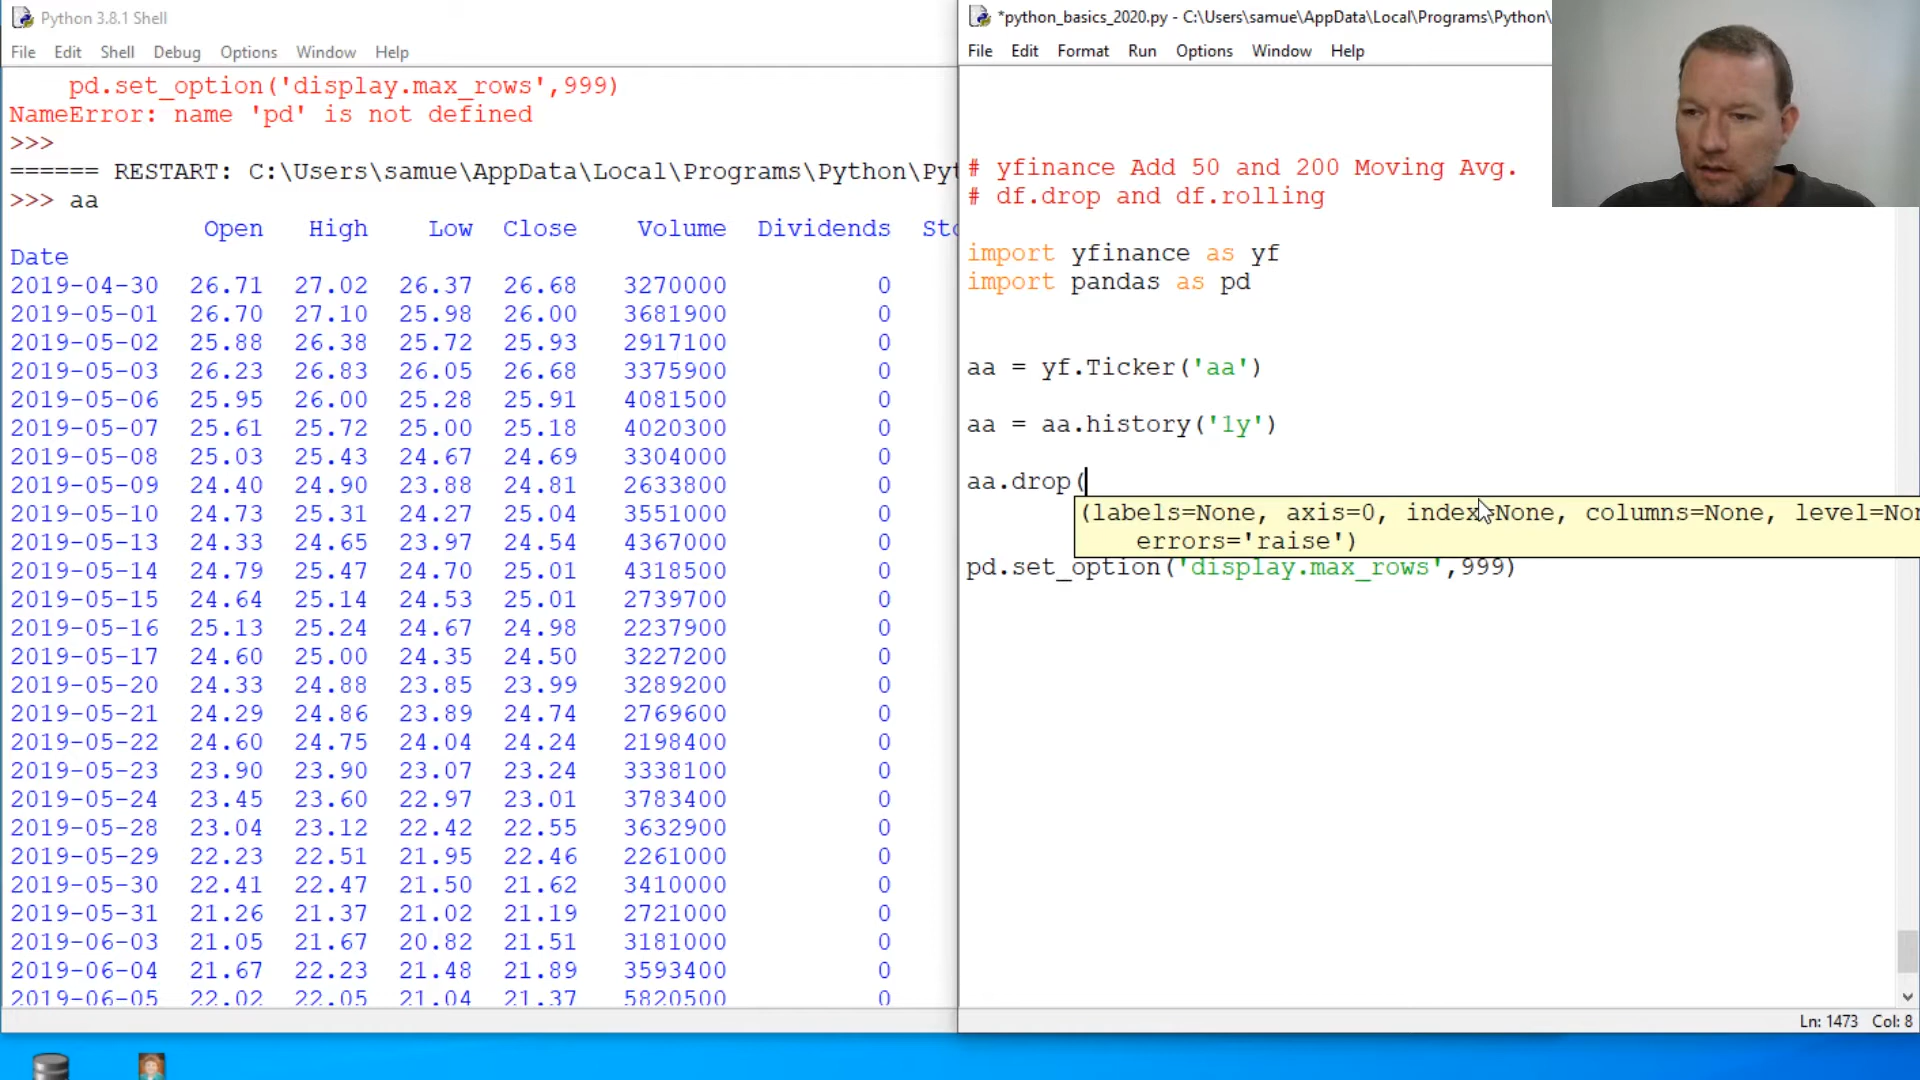 Python 3.8.1 Shell
File Edit Shell Debug Options Window Help
pd.set_option('display.max_rows',999)
NameError: name 'pd' is not defined
>>>
====== RESTART: C:\Users\samue\AppData\Local\Programs\Python\Pyt
>>> aa
Open High Low Close Volume Dividends Sto
Date
2019-04-30 26.71 27.02 26.37 26.68 3270000 0
2019-05-01 26.70 27.10 25.98 26.00 3681900 0
2019-05-02 25.88 26.38 25.72 25.93 2917100 0
2019-05-03 26.23 26.83 26.05 26.68 3375900 0
2019-05-06 25.95 26.00 25.28 25.91 4081500 0
2019-05-07 25.61 25.72 25.00 25.18 4020300 0
2019-05-08 25.03 25.43 24.67 24.69 3304000 0
2019-05-09 24.40 24.90 23.88 24.81 2633800 0
2019-05-10 24.73 25.31 24.27 25.04 3551000 0
2019-05-13 24.33 24.65 23.97 24.54 4367000 0
2019-05-14 24.79 25.47 24.70 25.01 4318500 0
2019-05-15 24.64 25.14 24.53 25.01 2739700 0
2019-05-16 25.13 25.24 24.67 24.98 2237900 0
2019-05-17 24.60 25.00 24.35 24.50 3227200 0
2019-05-20 24.33 24.88 23.85 23.99 3289200 0
2019-05-21 24.29 24.86 23.89 24.74 2769600 0
2019-05-22 24.60 24.75 24.04 24.24 2198400 0
2019-05-23 23.90 23.90 23.07 23.24 3338100 0
2019-05-24 23.45 23.60 22.97 23.01 3783400 0
2019-05-28 23.04 23.12 22.42 22.55 3632900 0
2019-05-29 22.23 22.51 21.95 22.46 2261000 0
2019-05-30 22.41 22.47 21.50 21.62 3410000 0
2019-05-31 21.26 21.37 21.02 21.19 2721000 0
2019-06-03 21.05 21.67 20.82 21.51 3181000 0
2019-06-04 21.67 22.23 21.48 21.89 3593400 0
2019-06-05 22.02 22.05 21.04 21.37 5820500 0
*python_basics_2020.py - C:\Users\samue\AppData\Local\Programs\Python\
File Edit Format Run Options Window Help
# yfinance Add 50 and 200 Moving Avg.
# df.drop and df.rolling
import yfinance as yf
import pandas as pd
aa = yf.Ticker('aa')
aa = aa.history('1y')
aa.drop(
(labels=None, axis=0, index=None, columns=None, level=Non
errors='raise')
pd.set_option('display.max_rows',999)
Ln: 1473 Col: 8